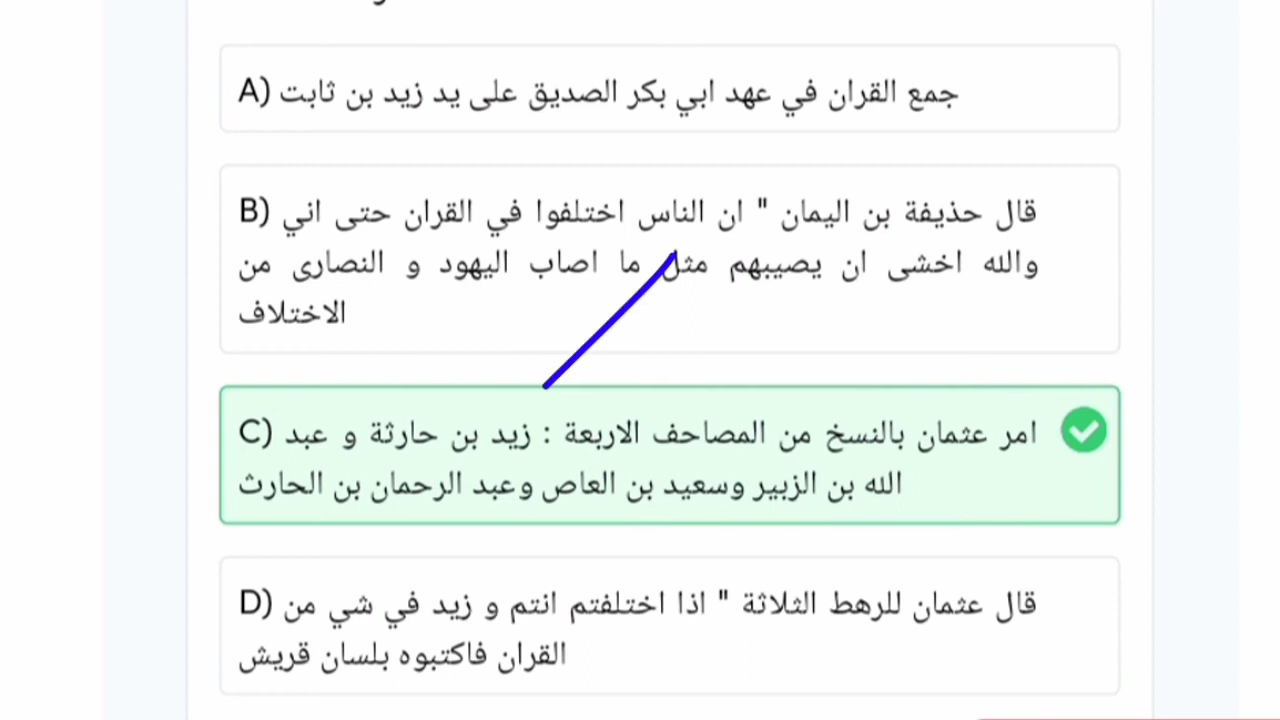 A) جمع القران في عهد ابي بكر الصديق على يد زيد بن ثابت
B) قال حذيفة بن اليمان " ان الناس اختلفوا في القران حتى اني
والله اخشى ان يصيبهم مثل ما اصاب اليهود و النصارى من
الاختلاف
C) امر عثمان بالنسخ من المصاحف الاربعة : زيد بن حارثة و عبد
الله بن الزبير وسعيد بن العاص وعبد الرحمان بن الحارث
D) قال عثمان للرهط الثلاثة " اذا اختلفتم انتم و زيد في شي من
القران فاكتبوه بلسان قريش